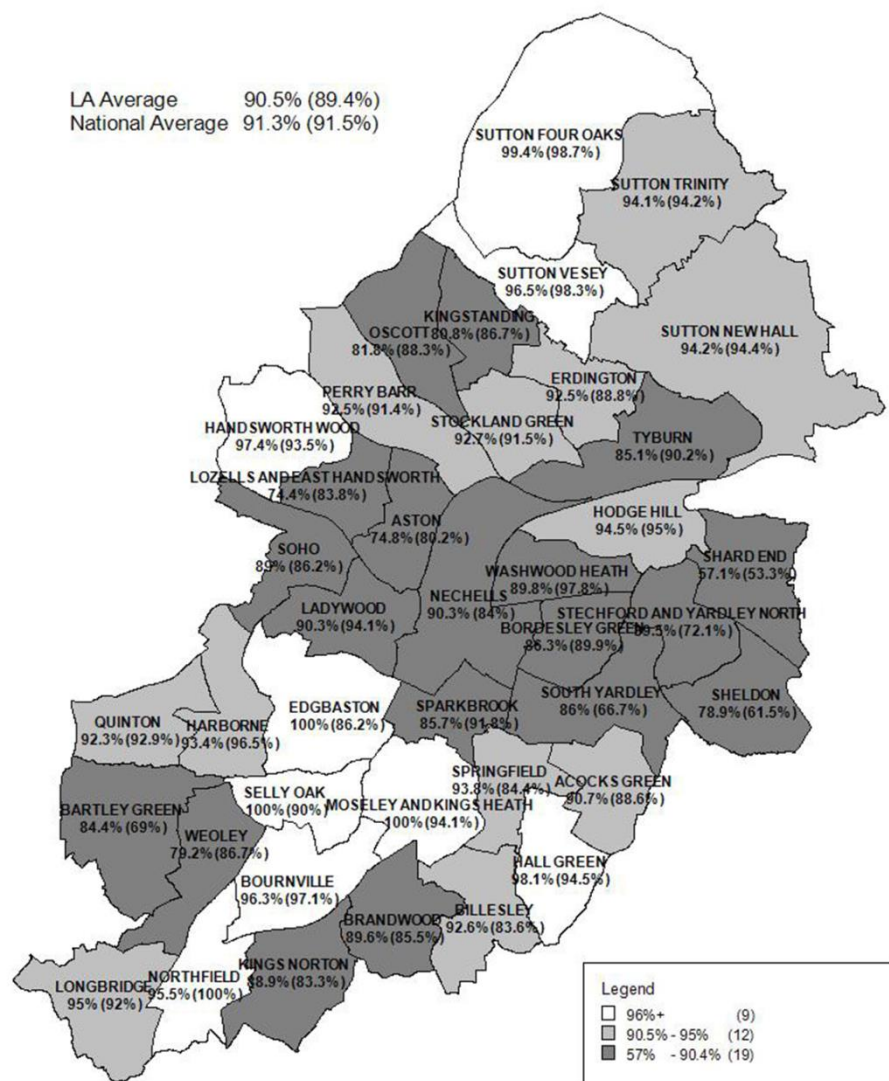 LA Average 90.5% (89.4%)
National Average 91.3% (91.5%)
SUTTON FOUR OAKS
99.4% (98.7%)
SUTTON TRINITY
94.1% (94.2%)
SUTTON VESEY
96.5% (98.3%)
SUTTON NEW HALL
94.2% (94.4%)
KINGSTANDING
80.8% (86.7%)
OSCOTT
81.8% (88.3%)
ERDINGTON
92.5% (88.8%)
PERRY BARR
92.5% (91.4%)
STOCKLAND GREEN
92.7% (91.5%)
HANDSWORTH WOOD
97.4% (93.5%)
TYBURN
85.1% (90.2%)
LOZELLS AND EAST HANDSWORTH
74.4% (83.8%)
HODGE HILL
94.5% (95%)
ASTON
74.8% (80.2%)
SOHO
89% (86.2%)
SHARD END
57.1% (53.3%)
WASHWOOD HEATH
89.8% (97.8%)
NECHELLS
90.3% (84%)
LADYWOOD
90.3% (94.1%)
STECHFORD AND YARDLEY NORTH
89.5% (72.1%)
BORDESLEY GREEN
86.3% (89.9%)
SOUTH YARDLEY
86% (66.7%)
SHELDON
78.9% (61.5%)
EDGBASTON
100% (86.2%)
SPARKBROOK
85.7% (91.8%)
QUINTON
92.3% (92.9%)
HARBORNE
93.4% (96.5%)
SPRINGFIELD
93.8% (84.4%)
ACOCKS GREEN
90.7% (88.6%)
SELLY OAK
100% (90%)
MOSELEY AND KINGS HEATH
100% (94.1%)
BARTLEY GREEN
84.4% (69%)
WEOLEY
79.2% (86.7%)
HALL GREEN
98.1% (94.5%)
BOURNVILLE
96.3% (97.1%)
BRANDWOOD
89.6% (85.5%)
BILLESLEY
92.6% (83.6%)
KINGS NORTON
88.9% (83.3%)
NORTHFIELD
95.5% (100%)
LONGBRIDGE
95% (92%)
Legend
96%+ (9)
90.5% - 95% (12)
57% - 90.4% (19)